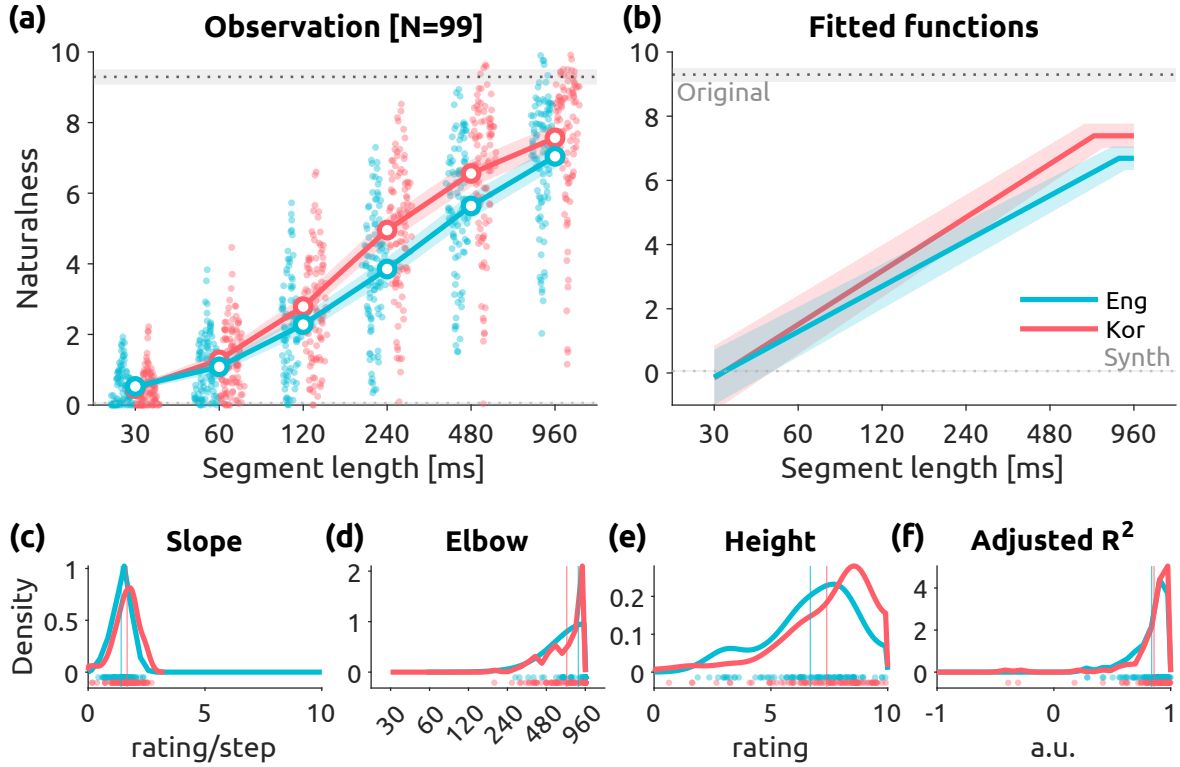 (a) Observation [N=99]
10
8
6
4
2
0
Naturalness
30 60 120 240 480 960
Segment length [ms]
(b) Fitted functions
10
8
6
4
2
0
Original
Eng
Kor
Synth
30 60 120 240 480 960
Segment length [ms]
(c) Slope
1
0.5
0
Density
0 5 10
rating/step
(d) Elbow
2
1
0
30 60 120 240 480 960
(e) Height
0.2
0.1
0
0 5 10
rating
(f) Adjusted R²
4
2
0
-1 0 1
a.u.